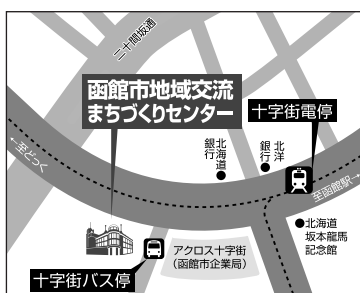 二十間坂通
函館市地域交流
まちづくりセンター
十字街電停
北海道
銀行
北洋
銀行
←至どっく
至函館駅→
北海道
坂本龍馬
記念館
アクロス十字街
(函館市企業局)
十字街バス停